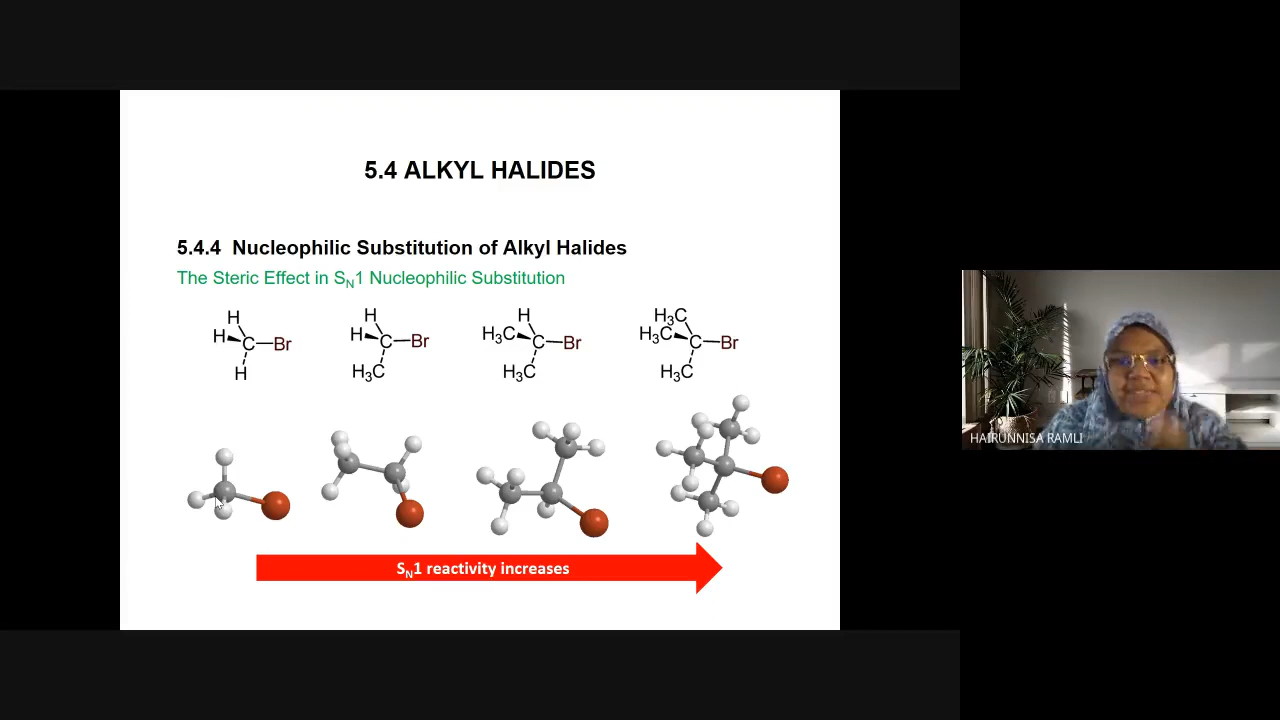 5.4 ALKYL HALIDES
5.4.4 Nucleophilic Substitution of Alkyl Halides
The Steric Effect in SN1 Nucleophilic Substitution
H
H
C
Br
H
H
H
C
Br
H3C
H
H3C
C
Br
H3C
H3C
H3C
C
Br
H3C
SN1 reactivity increases
HAIRUNNISA RAMLI